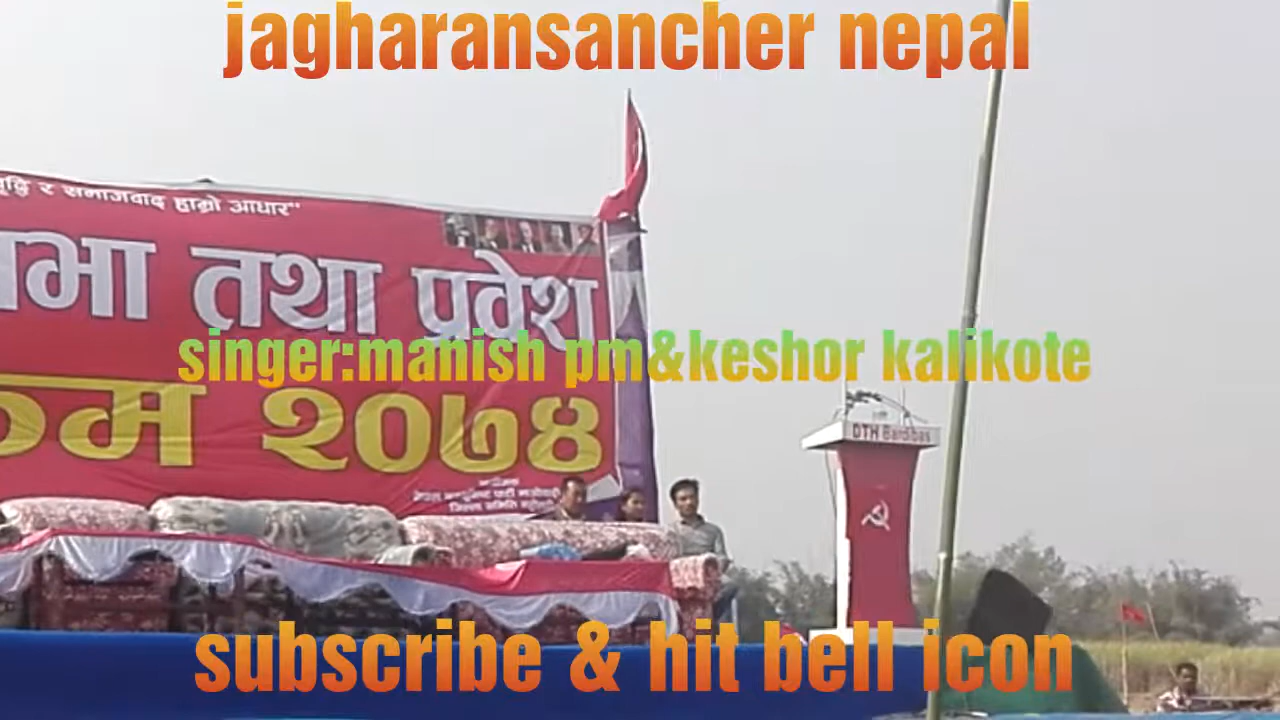 jagharansancher nepal
र समाजवाद हाम्रो आधार"
तथा प्रवेश
singer:manish pm&keshor kalikote
२०७४
DTH Bardibas
subscribe & hit bell icon